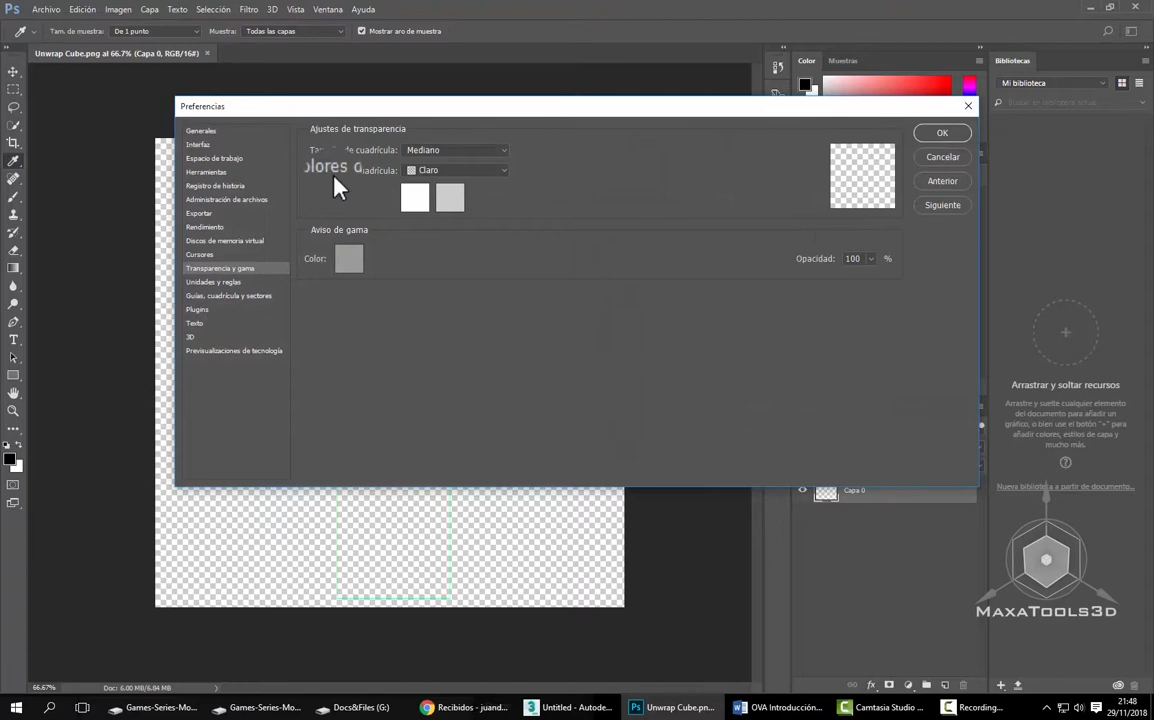 Ps Archivo Edición Imagen Capa Texto Selección Filtro 3D Vista Ventana Ayuda
Tam. de muestra: De 1 punto Muestra: Todas las capas Mostrar aro de muestra
Unwrap Cube.png al 66.7% (Capa 0, RGB/16#) ×
Color Muestras
Bibliotecas
Mi biblioteca
Preferencias
Generales
Interfaz
Espacio de trabajo
Herramientas
Registro de historia
Administración de archivos
Exportar
Rendimiento
Discos de memoria virtual
Cursores
Transparencia y gama
Unidades y reglas
Guías, cuadrícula y sectores
Plugins
Texto
3D
Previsualizaciones de tecnología
Ajustes de transparencia
de cuadrícula: Mediano
olores
cuadrícula: Claro
Aviso de gama
Color:
Opacidad: 100 %
OK
Cancelar
Anterior
Siguiente
Arrastrar y soltar recursos
Arrastre y suelte cualquier elemento
del documento para añadir un
gráfico, o bien use el botón "+" para
añadir colores, estilos de capa y
mucho más.
Nueva biblioteca a partir de documento...
Capa 0
MaxaTools3D
66.67% Doc: 6.00 MB/6.84 MB
Games-Series-Mo...
Games-Series-Mo...
Docs&Files (G:)
Recibidos - juand...
Untitled - Autode...
Unwrap Cube.pn...
OVA Introducción...
Camtasia Studio ...
Recording...
21:48
29/11/2018